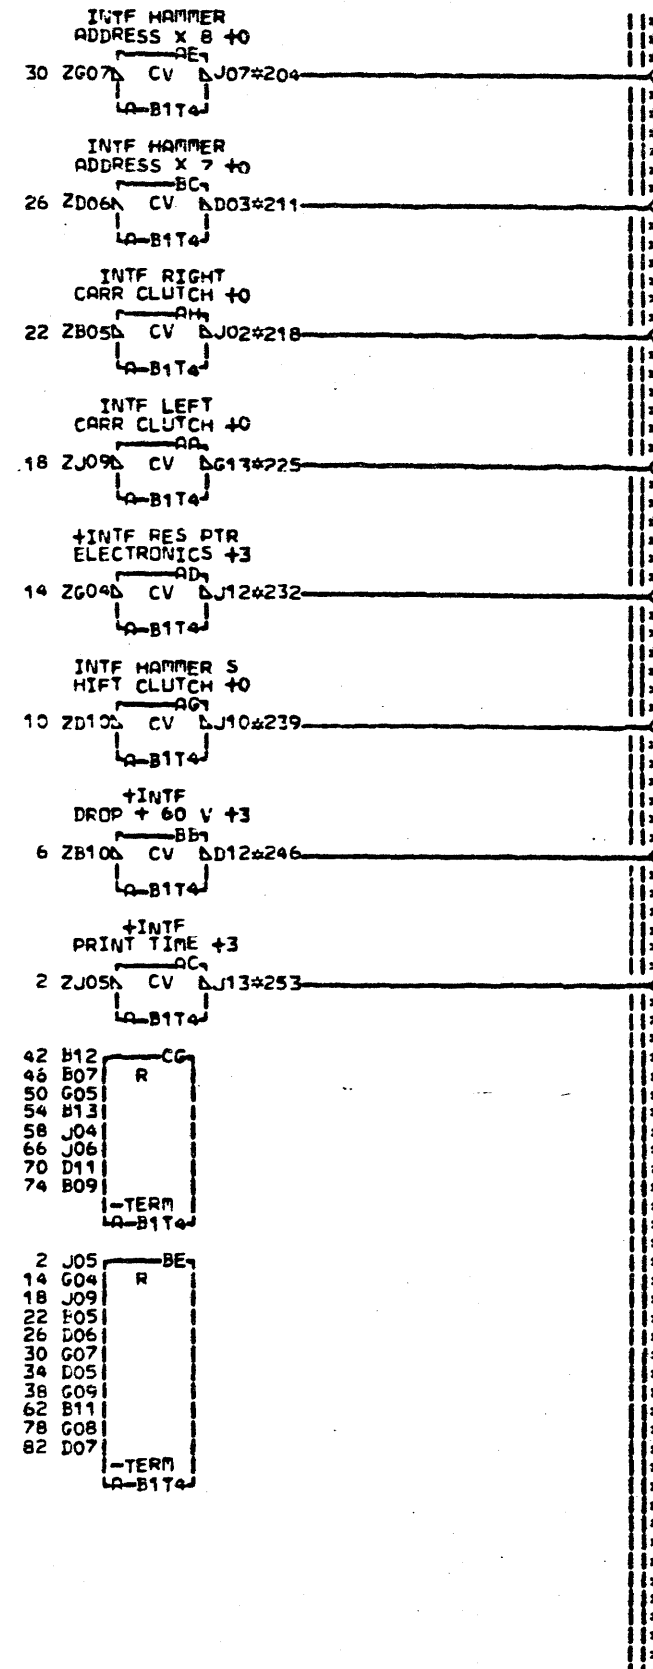 INTF HAMMER
ADDRESS X 8 +0
AE
30 ZG07 CV J07*204
A-B1T4
INTF HAMMER
ADDRESS X 7 +0
BC
26 ZD06 CV D03*211
A-B1T4
INTF RIGHT
CARR CLUTCH +0
AH
22 ZB05 CV J02*218
A-B1T4
INTF LEFT
CARR CLUTCH +0
AA
18 ZJ09 CV G13*225
A-B1T4
+INTF RES PTR
ELECTRONICS +3
AD
14 ZG04 CV J12*232
A-B1T4
INTF HAMMER S
HIFT CLUTCH +0
AG
10 ZD10 CV J10*239
A-B1T4
+INTF
DROP + 60 V +3
BB
6 ZB10 CV D12*246
A-B1T4
+INTF
PRINT TIME +3
AC
2 ZJ05 CV J13*253
A-B1T4
42 B12 CG
46 B07 R
50 G05
54 B13
58 J04
66 J06
70 D11
74 B09
-TERM
A-B1T4
2 J05 BE
14 G04 R
18 J09
22 B05
26 D06
30 G07
34 D05
38 G09
62 B11
78 G08
82 D07
-TERM
A-B1T4